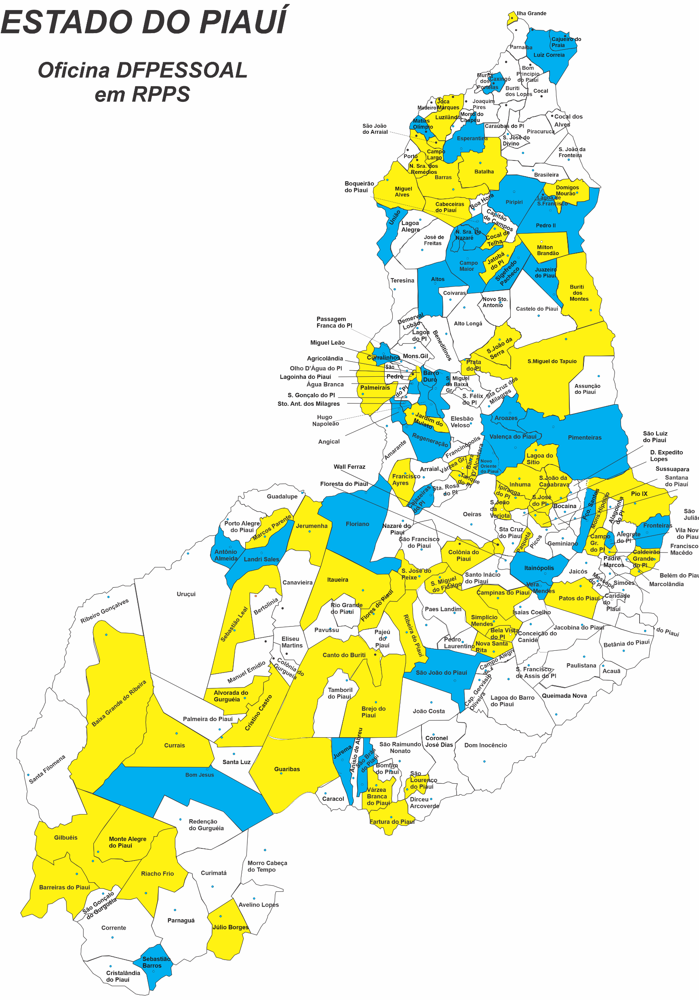 ESTADO DO PIAUÍ
Oficina DFPESSOAL
em RPPS
Ilha Grande
Cajueiro do
Praia
Parnaíba
Luíz Correia
Bom
Principio
do Piauí
Murici
dos
Portelas
Caxingó
Buriti
dos Lopes
Cocal
Joca
Marques
Madeiro
Joaquim
Pires
Luzilândia
Morro do
Chapéu
Cocal dos
Alves
Matias
Olímpio
São João
do Arraial
Caraúbas do PI
Piracuruca
Esperantina
S. José do
Divino
S. João da
Fronteira
Campo
Largo
Porto
N. Sra. dos
Remédios
Batalha
Brasileira
Barras
Boqueirão
do Piauí
Miguel
Alves
Domigos
Mourão
Lagoa de
S.Francisco
Piripiri
Boa Hora
Cabeceiras
do Piauí
Capitão
de Campos
União
Lagoa
Alegre
Pedro II
N. Sra. De
Nazaré
Cocal de
Telha
José de
Freitas
Milton
Brandão
Jatobá
do PI
Campo
Maior
Sigefredo
Pacheco
Juazeiro
do Piauí
Teresina
Altos
Buriti
dos
Montes
Coivaras
Novo Sto.
Antonio
Castelo do Piauí
Passagem
Franca do PI
Demerval
Lobão
Alto Longá
Lagoa
do PI
Beneditinos
Miguel Leão
S.João da
Serra
Curralinhos
Mons.Gil
Agricolândia
Prata
do PI
S.Miguel do Tapuio
Olho D'Água do PI
São
Pedro
do PI
Barro
Duro
Lagoinha do Piauí
S. Miguel
da Baixa
Gr.
Água Branca
Palmeirais
Sta Cruz dos
Milagres
Assunção
do Piauí
S. Gonçalo do PI
S. Félix
do PI
Sto. Ant. dos Milagres
Hugo
Napoleão
Jardim do
Mulato
Elesbão
Veloso
Aroazes
Angical
Regeneração
Valença do Piauí
Pimenteiras
São Luiz
do Piaui
Amarante
Francinópolis
D. Expedito
Lopes
Lagoa do
Sítio
Wall Ferraz
Arraial
Várzea Gr.
Barra
D'Alcantara
Novo
Oriente
do Piauí
Sussuapara
Francisco
Ayres
Tanque
do PI
Santana
do Piauí
Floresta do Piauí
Inhuma
S.João da
Canabrava
Cajazeiras
do PI
Sta. Rosa
do PI
Ipiranga
do PI
S.José
do PI
Pio IX
Guadalupe
S.João
da
Varjota
Bocaina
Fco. Santos
Mons.Hipólito
Alagoinha
do PI
Oeiras
Porto Alegre
do Piauí
Marcos Parente
Jerumenha
Floriano
Nazaré do
Piauí
Sta Cruz
do Piauí
Paquetá
Picos
Geminiano
Campo
Gr.
do PI
Alegrete
do PI
Fronteiras
Vila Nov
do Piau
São Francisco
do Piauí
Francisco
Macêdo
Antônio
Almeida
Landri Sales
Colônia do
Piauí
Caldeirão
Grande
do PI
Padre
Marcos
Itainópolis
Jaicós
Belém do Piau
S. José do
Peixe
Santo Inácio
do Piaui
Itaueira
Canavieira
S. Miguel
do Fidalgo
Vera
Mendes
Massapê
do PI
Simões
Marcolândia
Uruçui
Campinas do Piauí
Patos do Piauí
Caridade
do
Piauí
Ribeiro Gonçalves
Bertolinia
Rio Grande
do Piauí
Flores do Piauí
Paes Landim
Isaias Coelho
Sebastião Leal
Simplício
Mendes
Ribeira do Piauí
Pavussu
Pajeú
do
Piauí
Bela Vista
do PI
Conceição do
Canidé
Jacobina do Piauí
do Piauí
Eliseu
Martins
Pedro
Laurentino
Nova Santa
Rita
Betânia do Piauí
Canto do Buriti
Campo Alegre
Manuel Emídio
Colônia do
Gurgueia
São João do Piauí
S. Francisco
de Assis do PI
Paulistana
Acauã
Tamboril
do Piauí
Cap. Gervásio
Oliveira
Queimada Nova
Alvorada do
Gurguéia
Lagoa do Barro
do Piauí
Baixa Grande do Ribeira
Cristino Castro
Brejo do
Piauí
João Costa
Palmeira do Piauí
Currais
Coronel
José Dias
Dom Inocêncio
Jurema
Anísio de Abreu
São Brás
do Piauí
São Raimundo
Nonato
Santa Luz
Santa Filomena
Guaribas
Bomfim
do Piauí
Bom Jesus
São
Lourenço
do Piauí
Várzea
Branca
do Piauí
Caracol
Dirceu
Arcoverde
Redenção
do Gurguéia
Fartura do Piauí
Gilbuéis
Monte Alegre
do Piauí
Morro Cabeça
do Tempo
Riacho Frio
Curimatá
Barreiras do Piauí
São Gonçalo
do Gurguéia
Avelino Lopes
Parnaguá
Corrente
Júlio Borges
Sebastião
Barros
Cristalândia
do Piauí